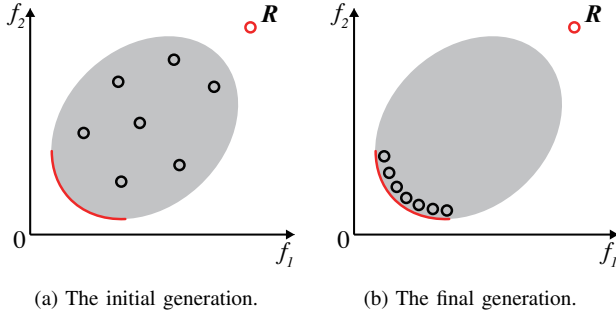 f2 R
0
f1
(a) The initial generation.
f2 R
0
f1
(b) The final generation.